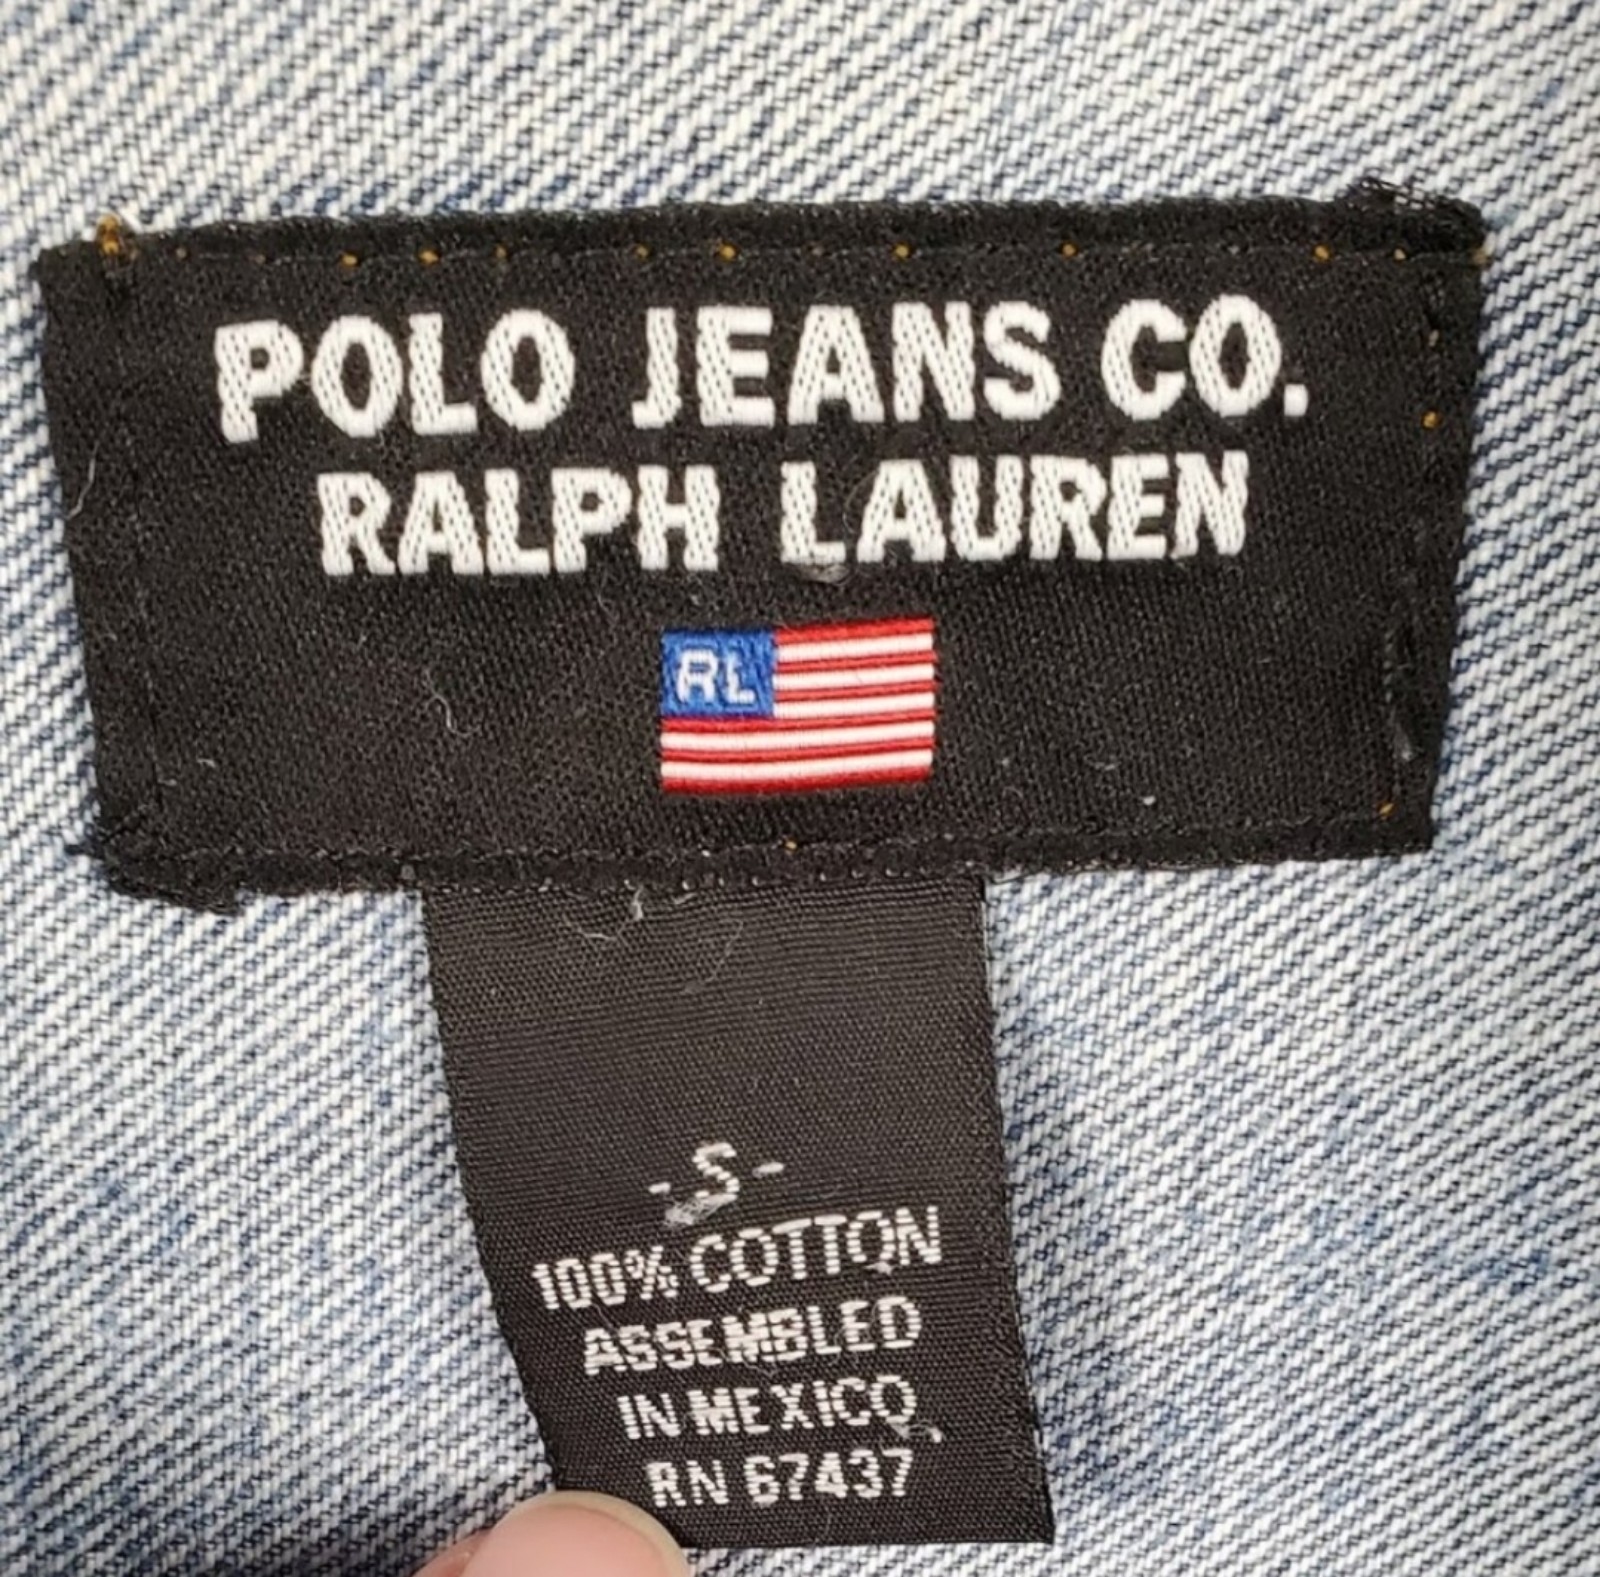 POLO JEANS CO.
RALPH LAUREN
RL
-S-
100% COTTON
ASSEMBLED
IN MEXICO
RN 67437